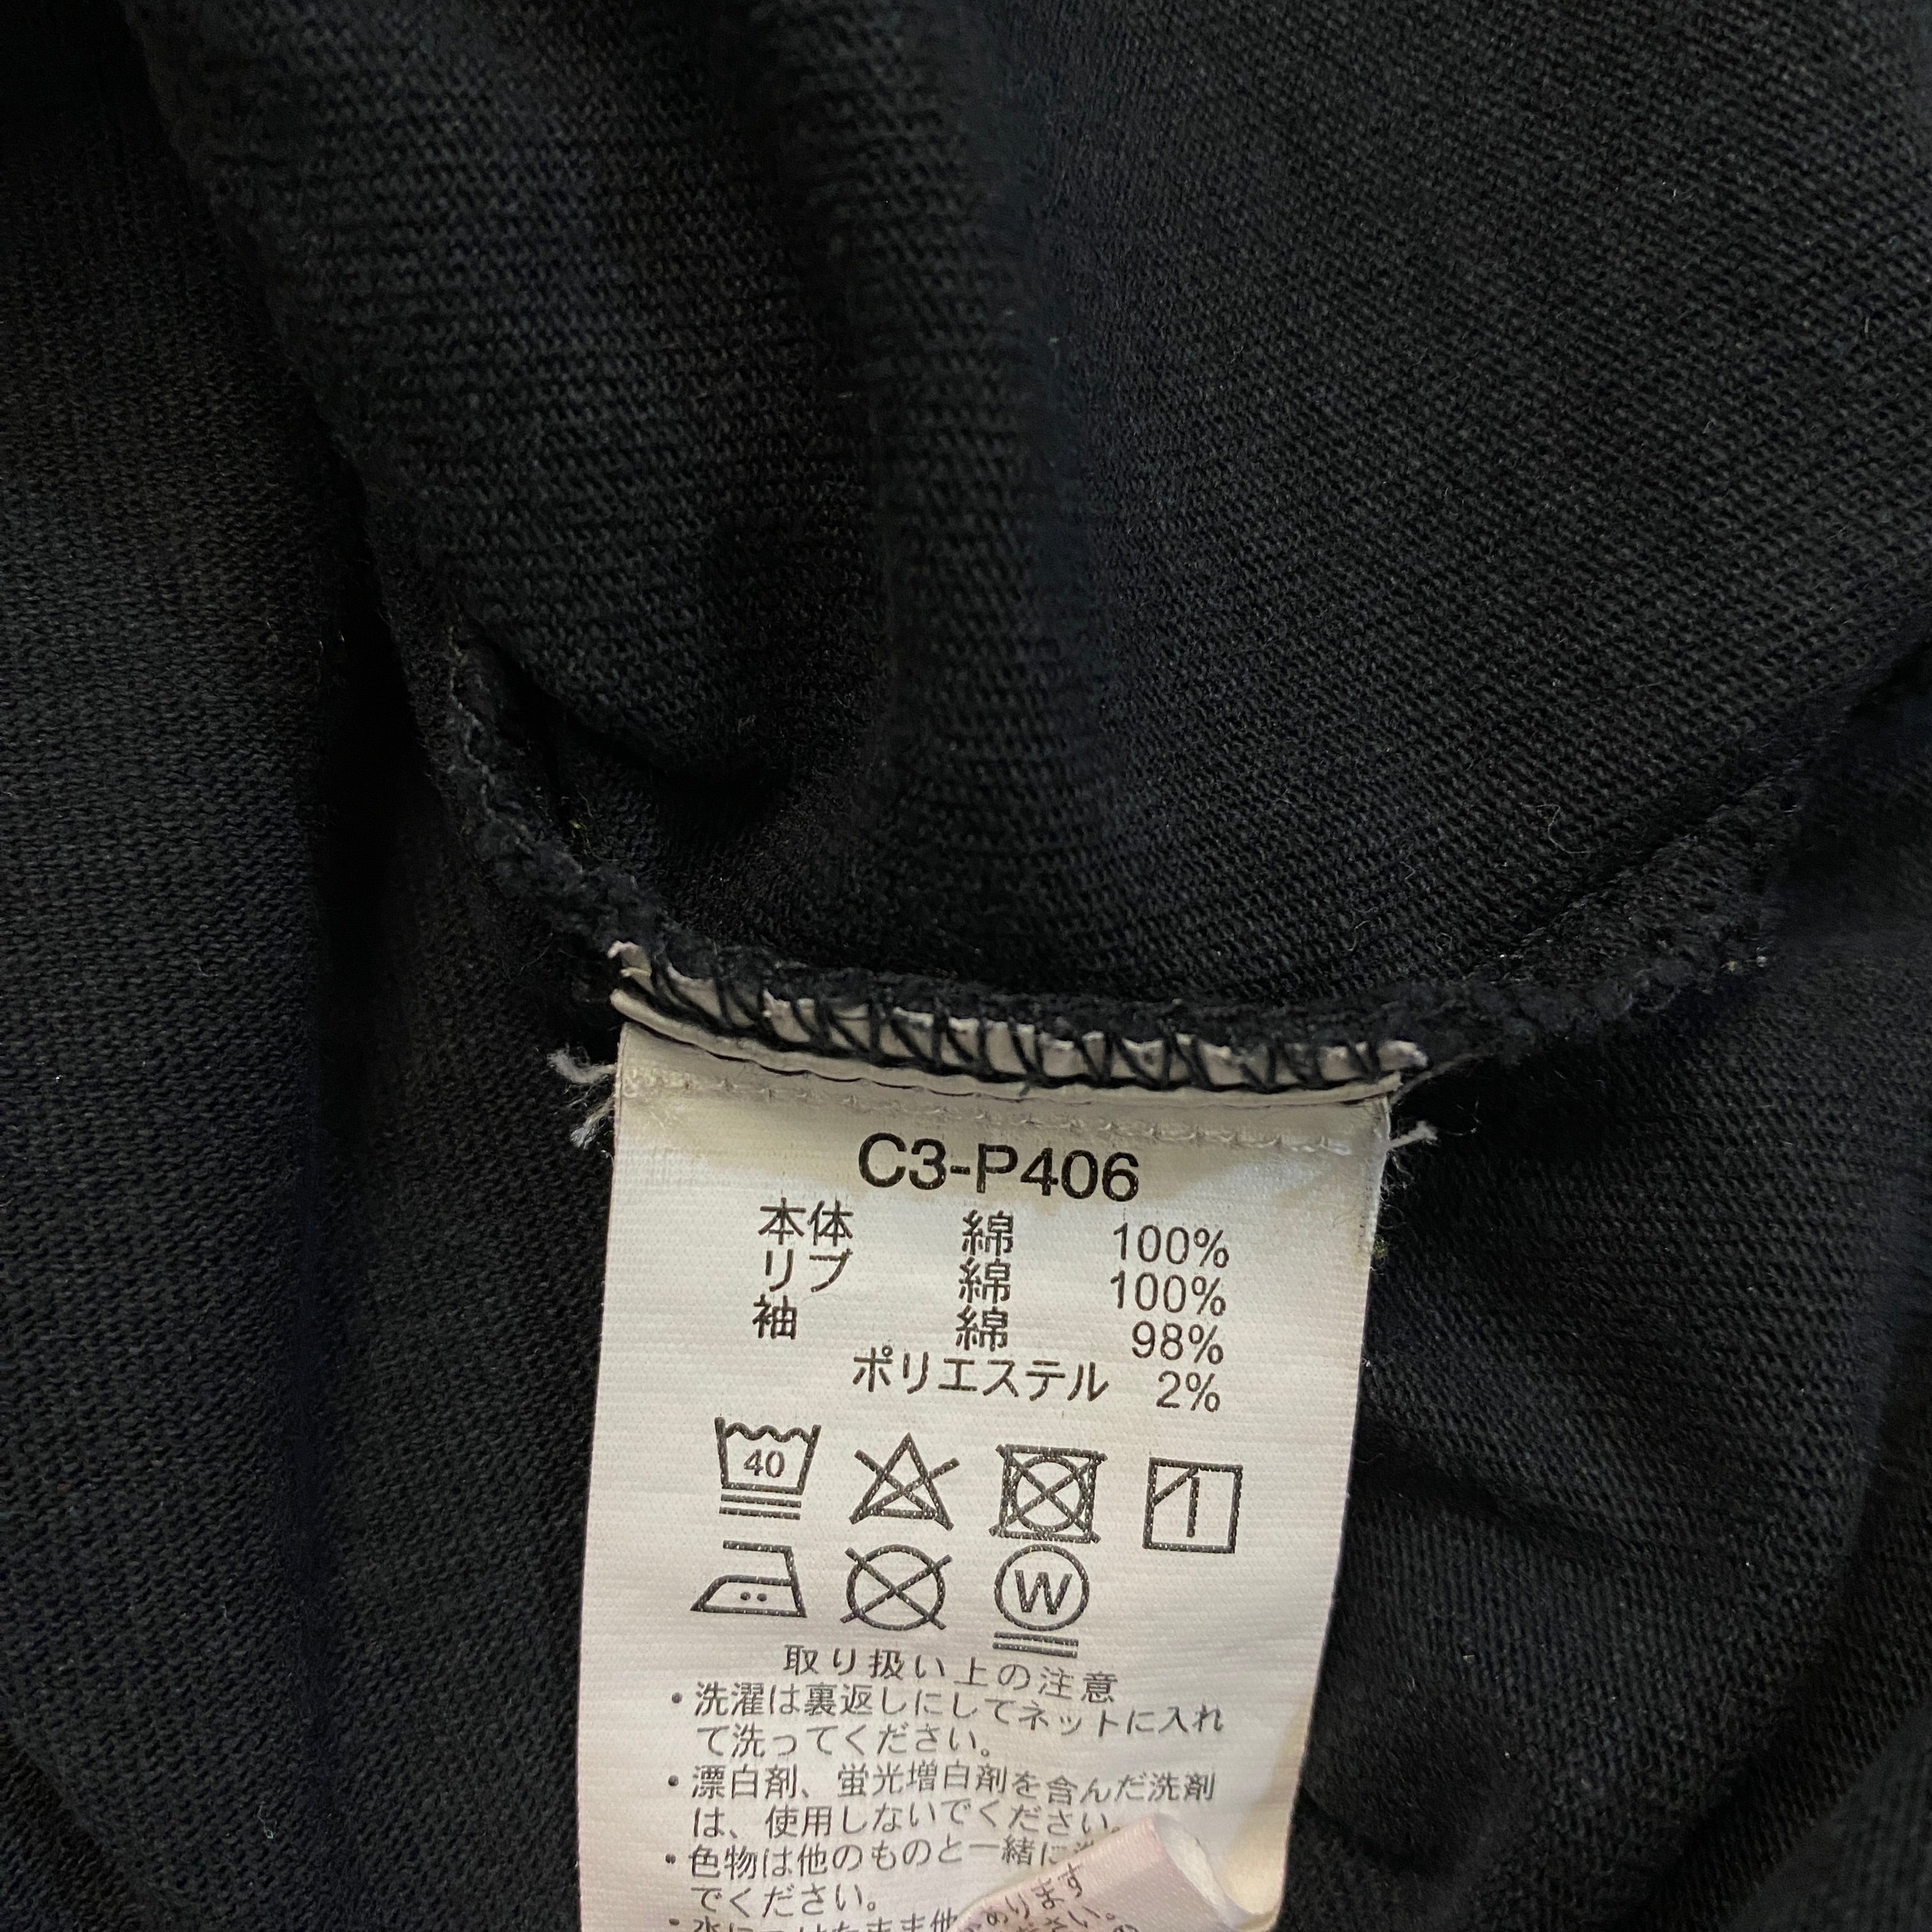 C3-P406
本体 綿 100%
リブ 綿 100%
袖 綿 98%
ポリエステル 2%
40
W
取り扱い上の注意
・洗濯は裏返しにしてネットに入れ
て洗ってください。
・漂白剤、蛍光増白剤を含んだ洗剤
は、使用しないでください。
・色物は他のものと一緒に
でください。